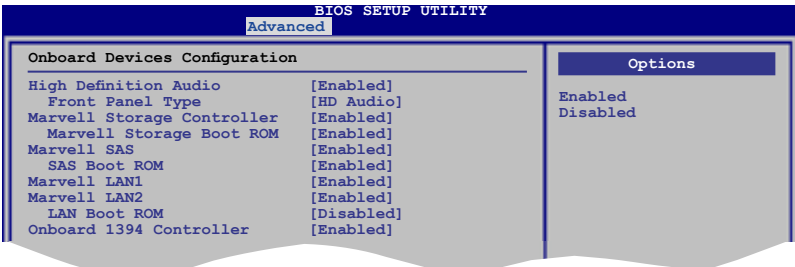 BIOS SETUP UTILITY
Advanced
Onboard Devices Configuration
High Definition Audio [Enabled]
Front Panel Type [HD Audio]
Marvell Storage Controller [Enabled]
Marvell Storage Boot ROM [Enabled]
Marvell SAS [Enabled]
SAS Boot ROM [Enabled]
Marvell LAN1 [Enabled]
Marvell LAN2 [Enabled]
LAN Boot ROM [Disabled]
Onboard 1394 Controller [Enabled]
Options
Enabled
Disabled